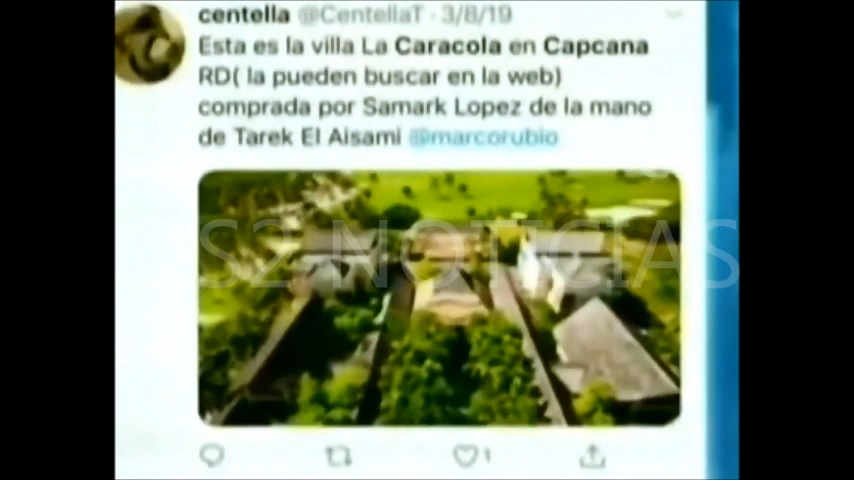 centella @CentellaT · 3/8/19
Esta es la villa La Caracola en Capcana
RD( la pueden buscar en la web)
comprada por Samark Lopez de la mano
de Tarek El Aisami @marcorubio
S2 NOTICIAS
1